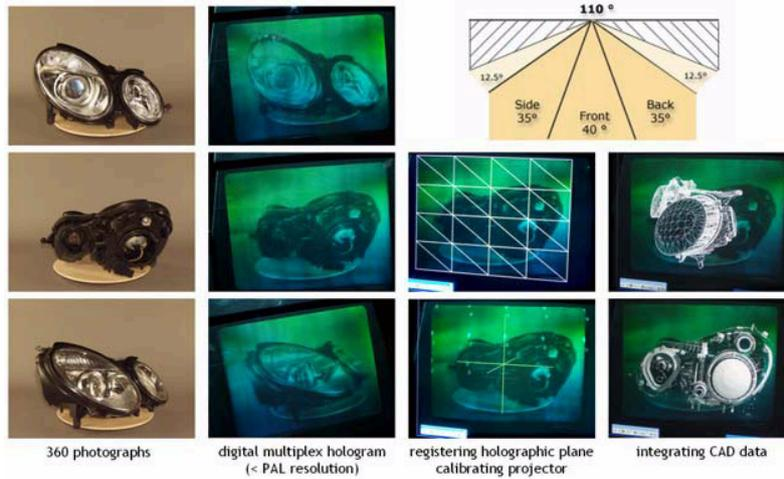 110 °
12.5°
12.5°
Side
35°
Front
40 °
Back
35°
360 photographs
digital multiplex hologram
(< PAL resolution)
registering holographic plane
calibrating projector
integrating CAD data